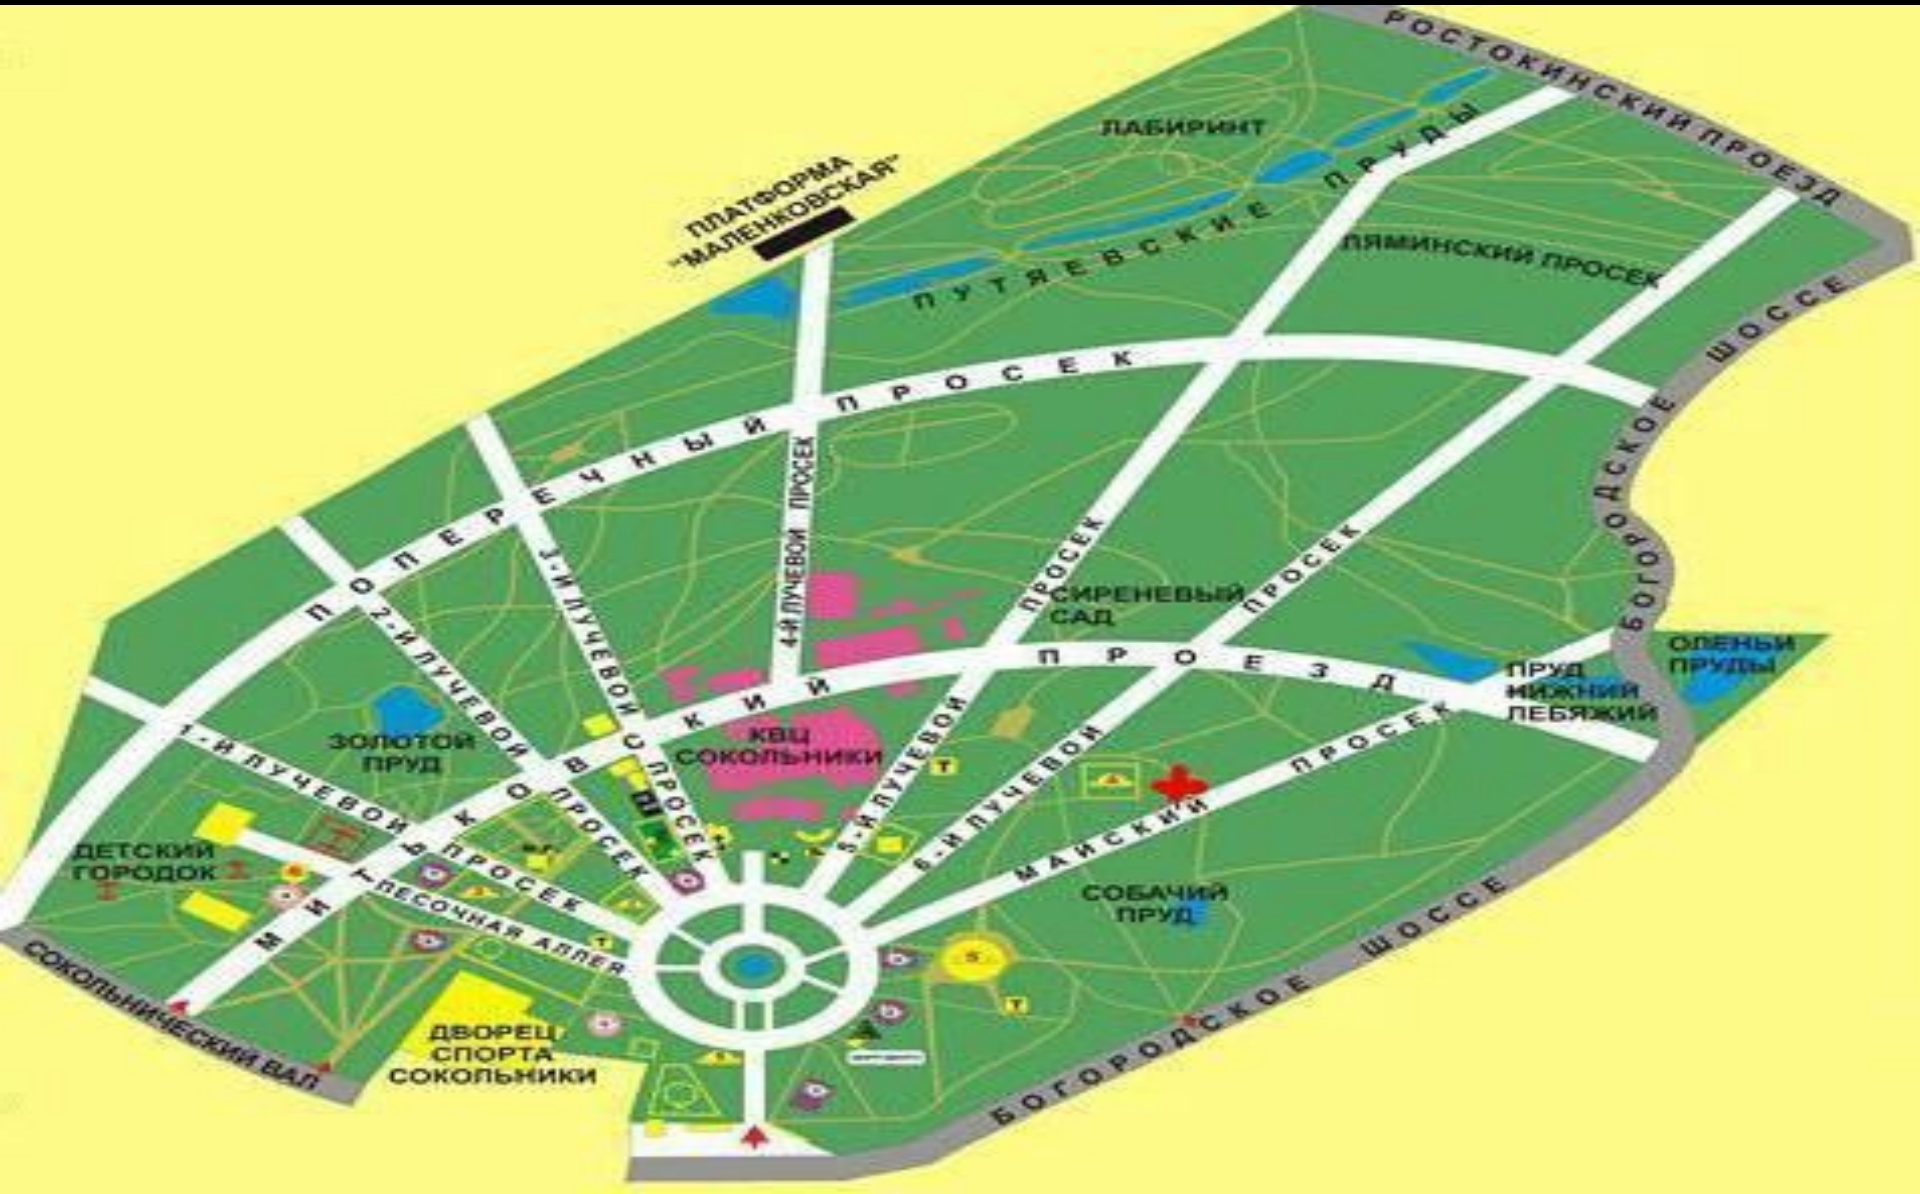 РОСТОКИНСКИЙ ПРОЕЗД
ЛАБИРИНТ
ПЛАТФОРМА
"МАЛЕНКОВСКАЯ"
ПУТЯЕВСКИЕ ПРУДЫ
ЛЯМИНСКИЙ ПРОСЕК
БОГОРОДСКОЕ ШОССЕ
ПОПЕРЕЧНЫЙ ПРОСЕК
4-Й ЛУЧЕВОЙ ПРОСЕК
3-Й ЛУЧЕВОЙ ПРОСЕК
2-Й ЛУЧЕВОЙ ПРОСЕК
1-Й ЛУЧЕВОЙ ПРОСЕК
5-Й ЛУЧЕВОЙ ПРОСЕК
6-Й ЛУЧЕВОЙ ПРОСЕК
СИРЕНЕВЫЙ
САД
МИТЬКОВСКИЙ ПРОЕЗД
ОЛЕНЬИ
ПРУДЫ
ПРУД
НИЖНИЙ
ЛЕБЯЖИЙ
ЗОЛОТОЙ
ПРУД
КВЦ
СОКОЛЬНИКИ
Т
МАЙСКИЙ ПРОСЕК
ДЕТСКИЙ
ГОРОДОК
ПЕСОЧНАЯ АЛЛЕЯ
СОБАЧИЙ
ПРУД
Т
Т
СОКОЛЬНИЧЕСКИЙ ВАЛ
ДВОРЕЦ
СПОРТА
СОКОЛЬНИКИ
БОГОРОДСКОЕ ШОССЕ